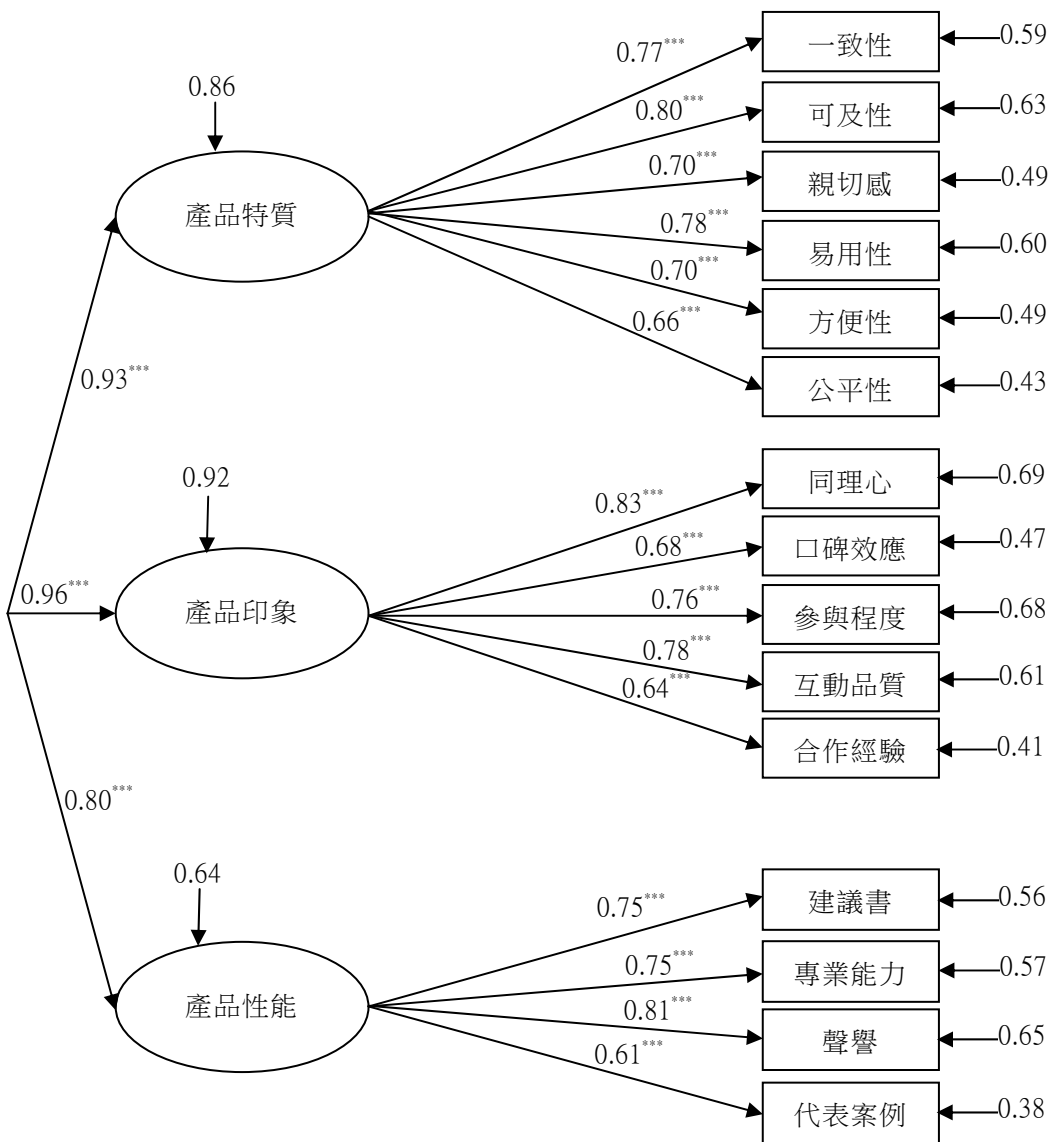 0.77*** 一致性 0.59
0.86
0.80*** 可及性 0.63
0.70*** 親切感 0.49
產品特質
0.78*** 易用性 0.60
0.70*** 方便性 0.49
0.66*** 公平性 0.43
0.93***
0.92
0.83*** 同理心 0.69
0.68*** 口碑效應 0.47
0.96*** 產品印象 0.76*** 參與程度 0.68
0.78*** 互動品質 0.61
0.64*** 合作經驗 0.41
0.80***
0.64
0.75*** 建議書 0.56
0.75*** 專業能力 0.57
產品性能
0.81*** 聲譽 0.65
0.61*** 代表案例 0.38